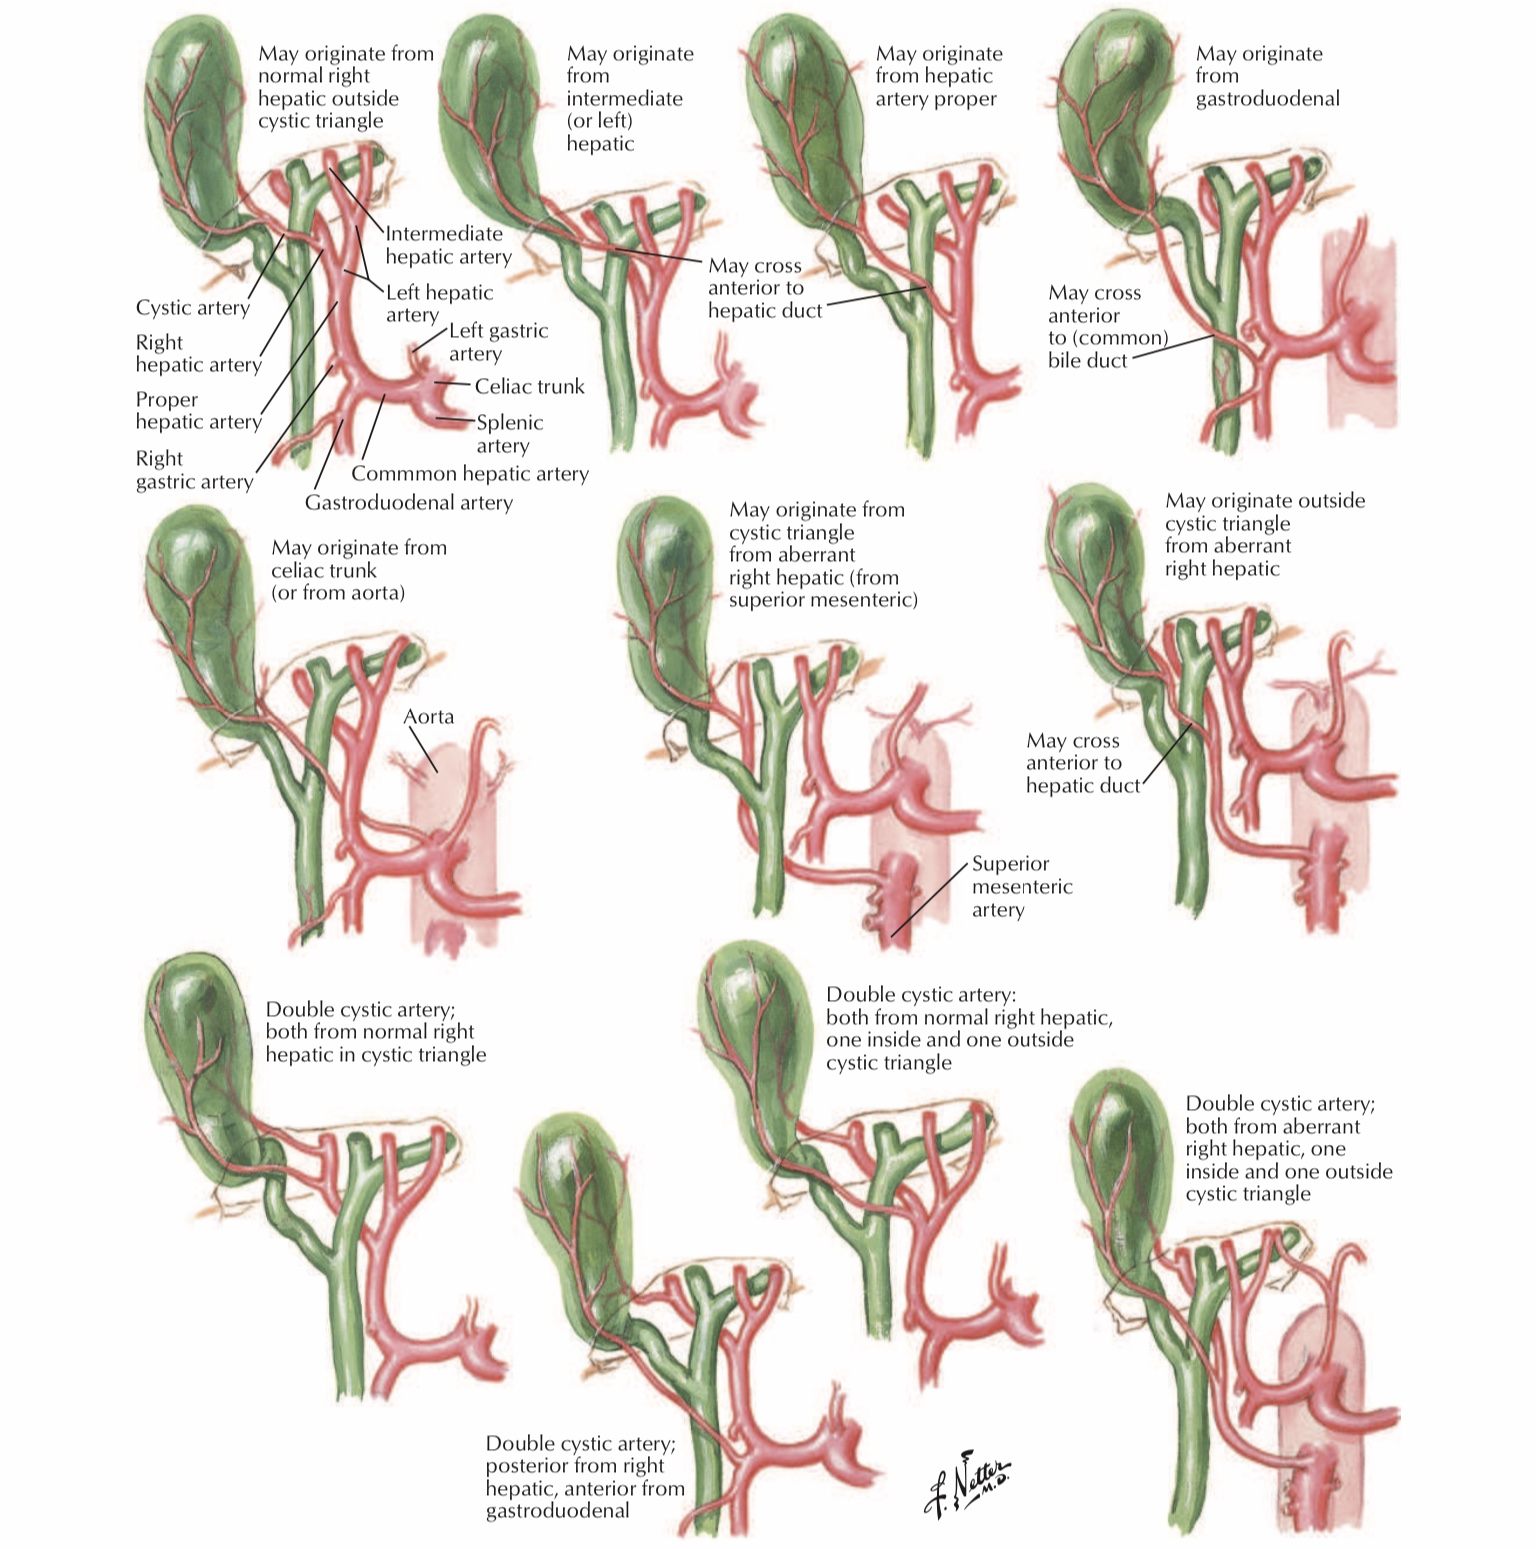 May originate from
normal right
hepatic outside
cystic triangle
May originate
from
intermediate
(or left)
hepatic
May originate
from hepatic
artery proper
May originate
from
gastroduodenal
Intermediate
hepatic artery
Left hepatic
artery
Left gastric
artery
Celiac trunk
Splenic
artery
Commmon hepatic artery
Gastroduodenal artery
Cystic artery
Right
hepatic artery
Proper
hepatic artery
Right
gastric artery
May cross
anterior to
hepatic duct
May cross
anterior
to (common)
bile duct
May originate from
celiac trunk
(or from aorta)
Aorta
May originate from
cystic triangle
from aberrant
right hepatic (from
superior mesenteric)
Superior
mesenteric
artery
May originate outside
cystic triangle
from aberrant
right hepatic
May cross
anterior to
hepatic duct
Double cystic artery;
both from normal right
hepatic in cystic triangle
Double cystic artery:
both from normal right hepatic,
one inside and one outside
cystic triangle
Double cystic artery;
both from aberrant
right hepatic, one
inside and one outside
cystic triangle
Double cystic artery;
posterior from right
hepatic, anterior from
gastroduodenal
F. Netter
M.D.